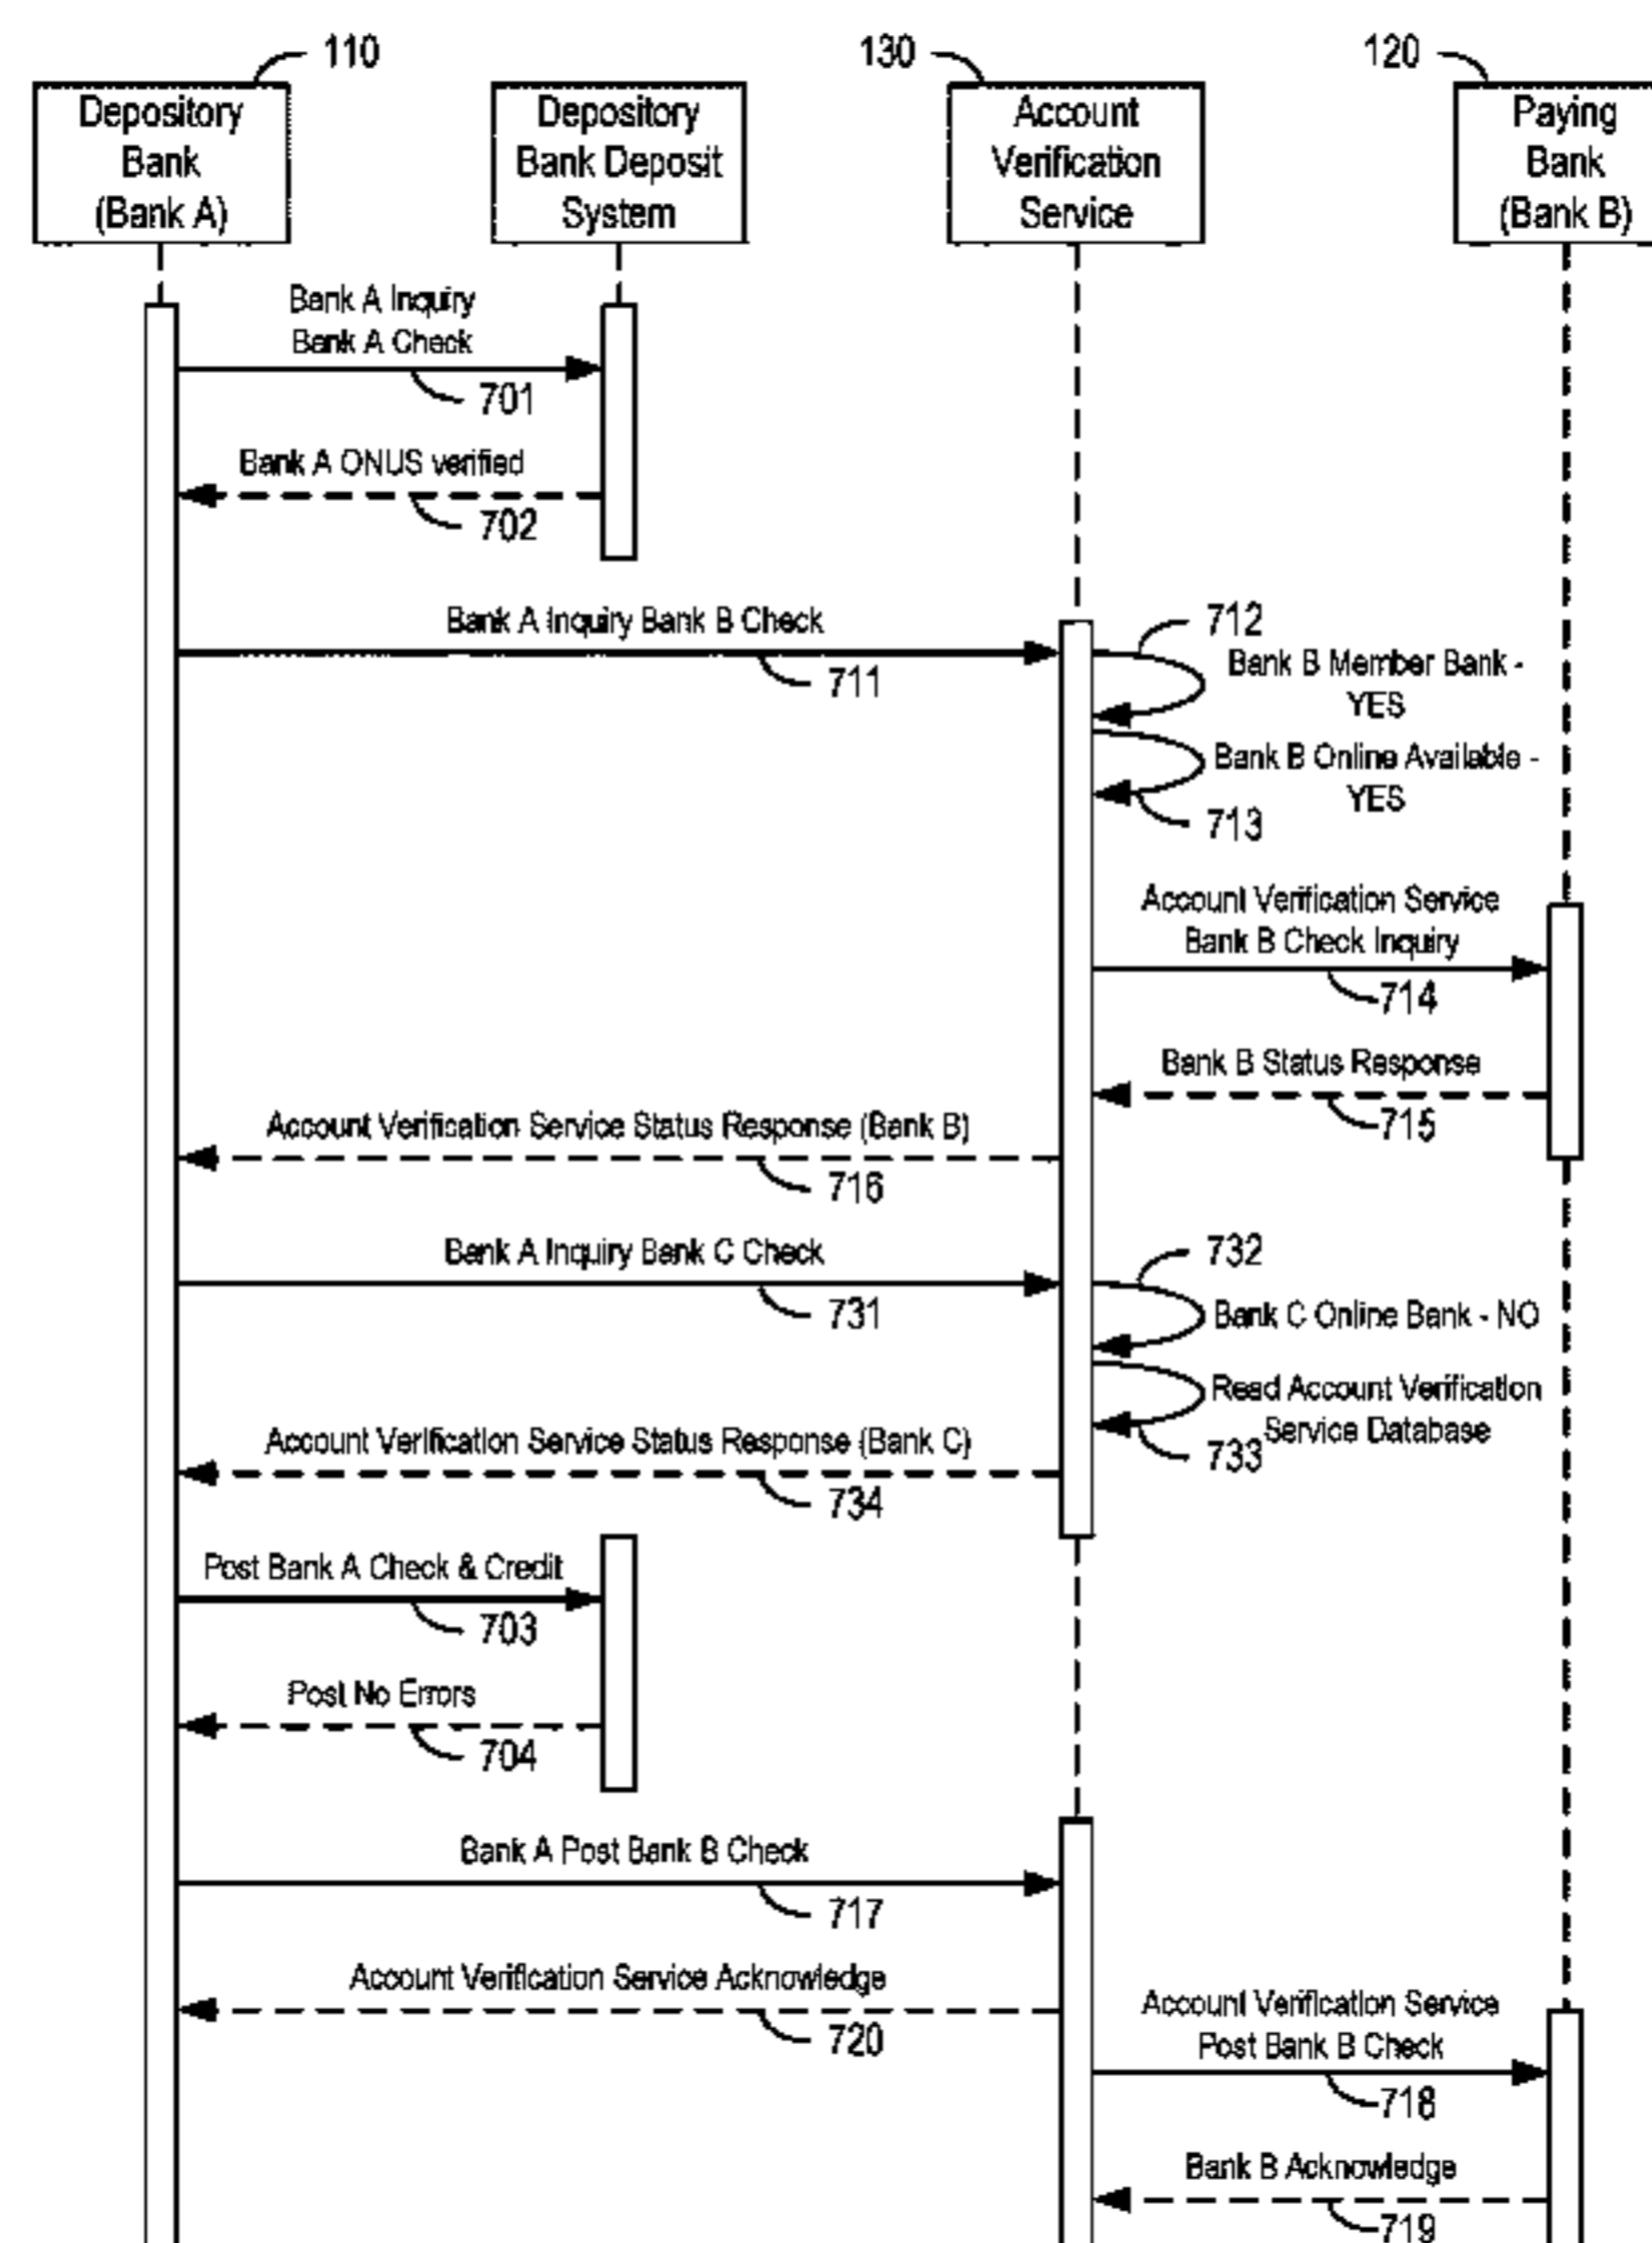 110
130
120
Depository
Bank
(Bank A)
Depository
Bank Deposit
System
Account
Verification
Service
Paying
Bank
(Bank B)
Bank A Inquiry
Bank A Check
701
Bank A ONUS verified
702
Bank A Inquiry Bank B Check
711
712
Bank B Member Bank -
YES
Bank B Online Available -
YES
713
Account Verification Service
Bank B Check Inquiry
714
Bank B Status Response
715
Account Verification Service Status Response (Bank B)
716
Bank A Inquiry Bank C Check
731
732
Bank C Online Bank - NO
Read Account Verification
Service Database
733
Account Verification Service Status Response (Bank C)
734
Post Bank A Check & Credit
703
Post No Errors
704
Bank A Post Bank B Check
717
Account Verification Service Acknowledge
720
Account Verification Service
Post Bank B Check
718
Bank B Acknowledge
719